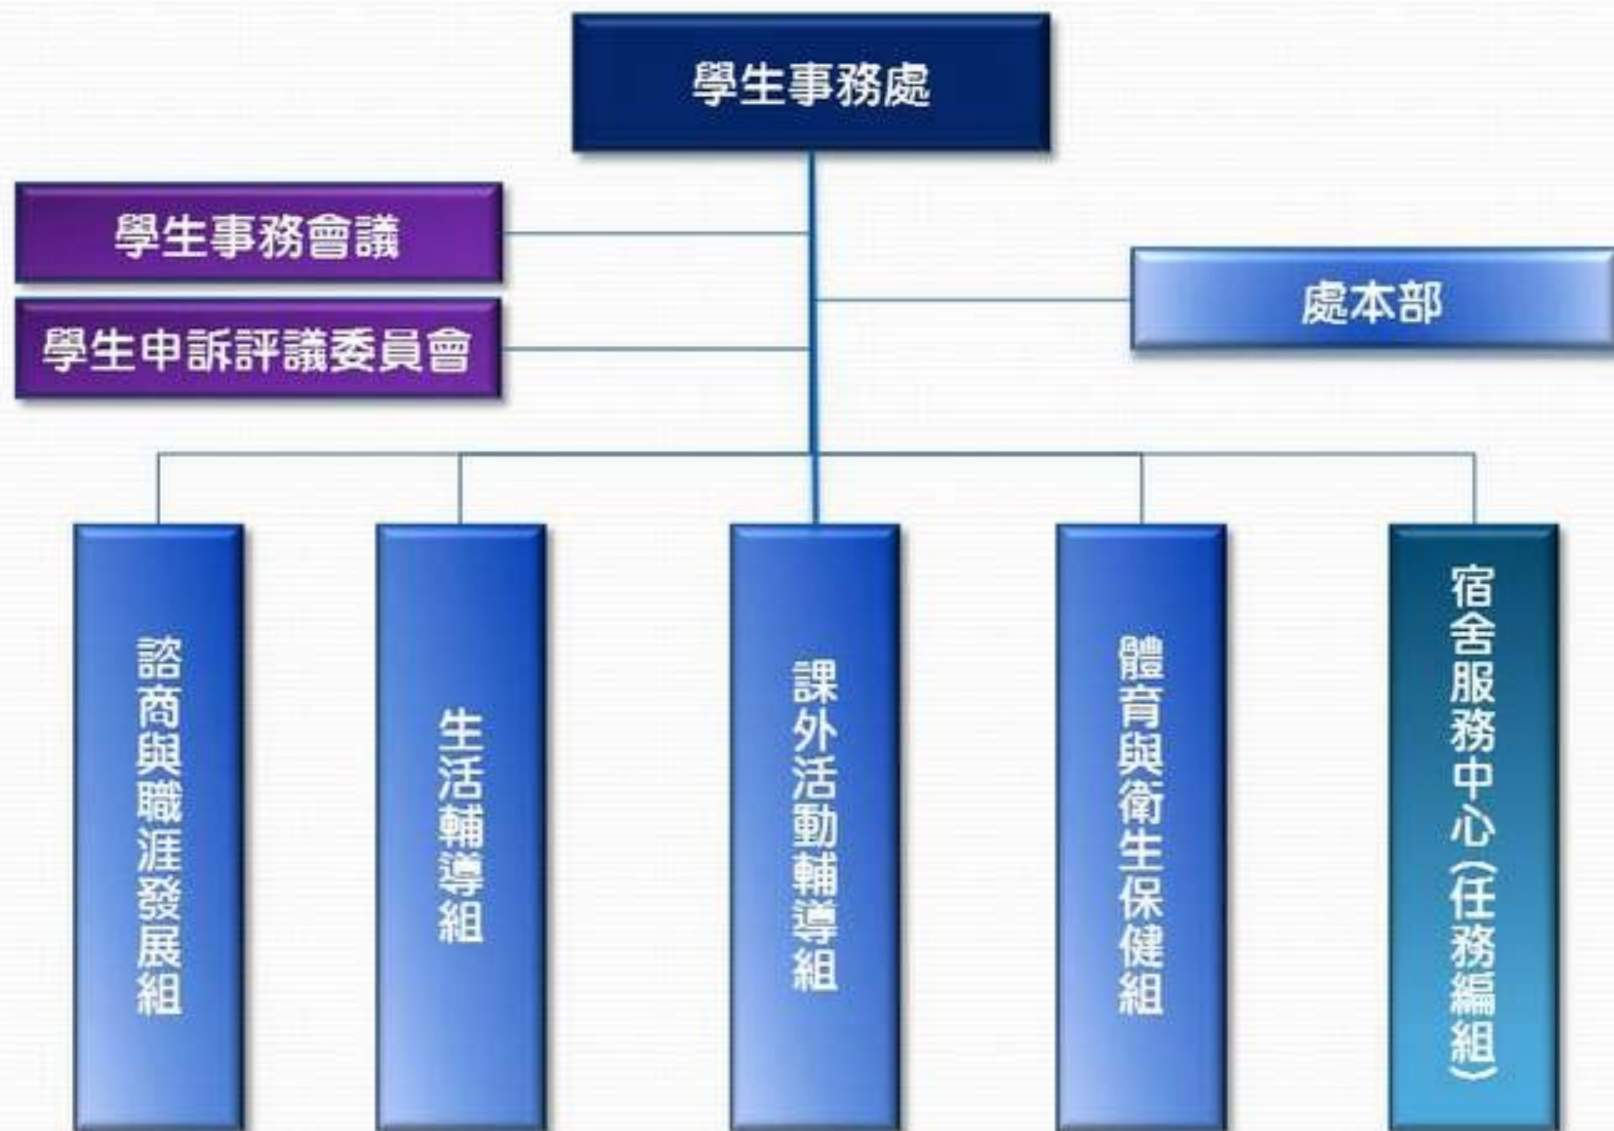 學生事務處
學生事務會議
處本部
學生申訴評議委員會
諮商與職涯發展組
生活輔導組
課外活動輔導組
體育與衛生保健組
宿舍服務中心(任務編組)